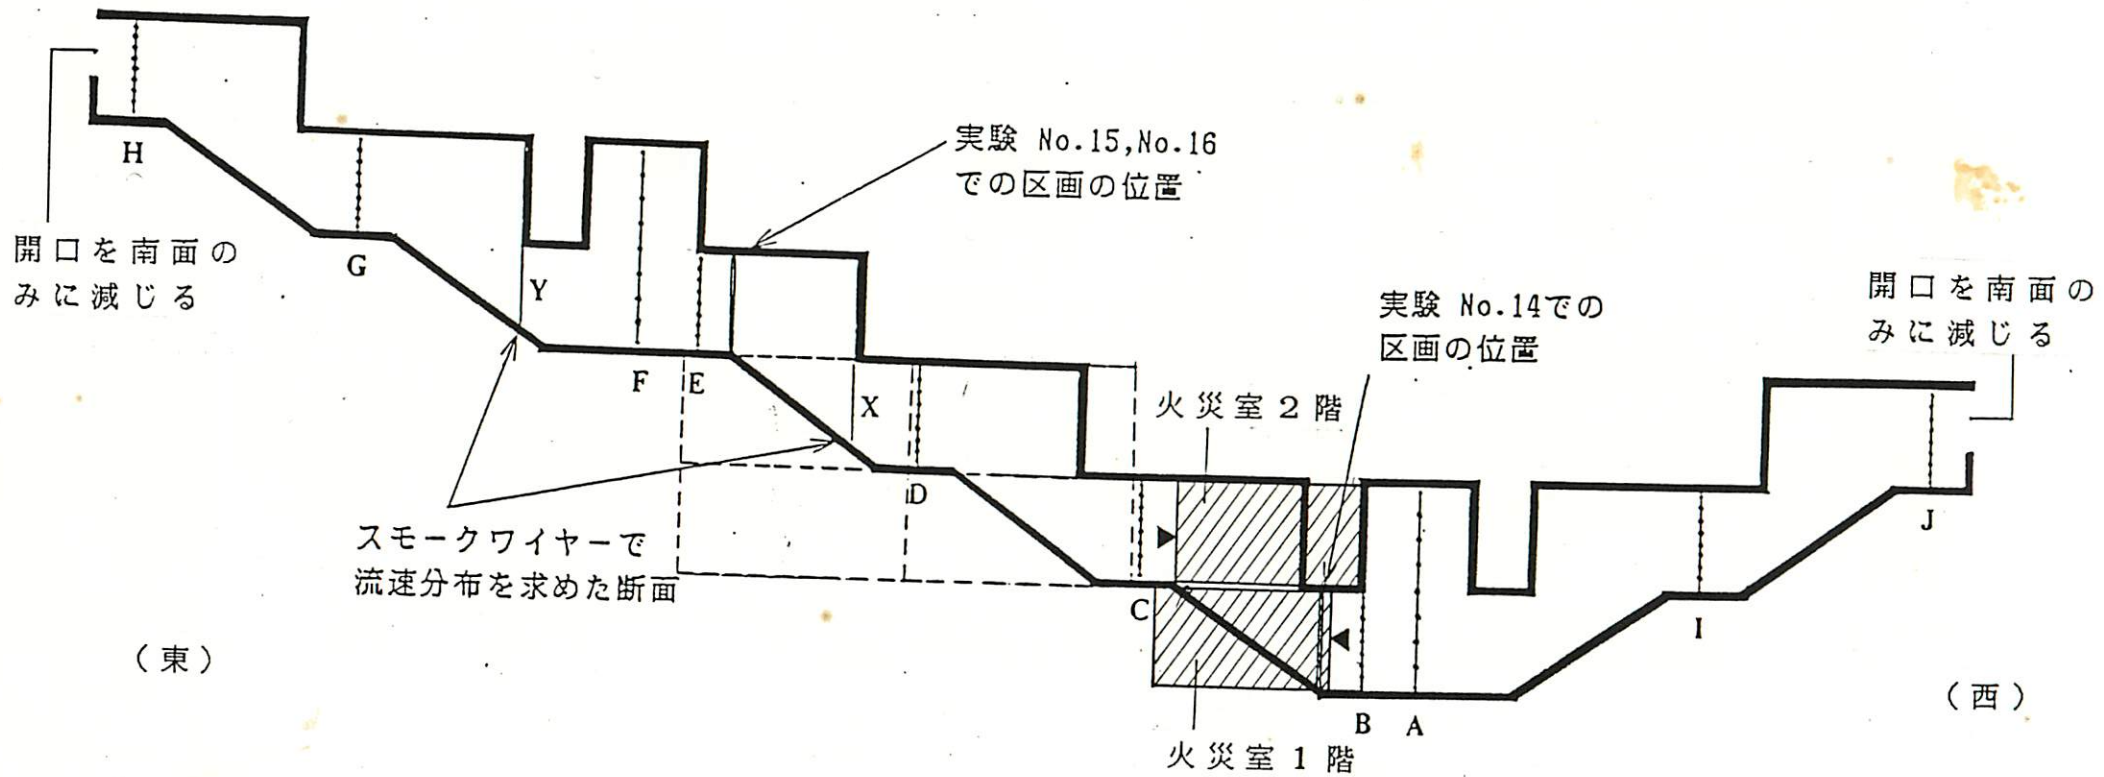 実験 No.15,No.16
での区画の位置
H
開口を南面の
みに減じる
G
Y
実験 No.14での
区画の位置
開口を南面の
みに減じる
F
E
X
火災室2階
D
スモークワイヤーで
流速分布を求めた断面
C
J
I
(東)
(西)
B
A
火災室1階